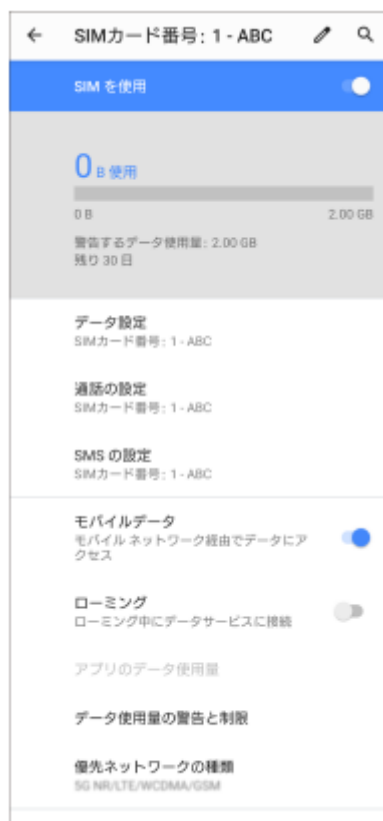 SIMカード番号: 1 - ABC
SIM を使用
0 B 使用
0 B 2.00 GB
警告するデータ使用量: 2.00 GB
残り 30 日
データ設定
SIMカード番号: 1 - ABC
通話の設定
SIMカード番号: 1 - ABC
SMS の設定
SIMカード番号: 1 - ABC
モバイルデータ
モバイル ネットワーク経由でデータにア
クセス
ローミング
ローミング中にデータサービスに接続
アプリのデータ使用量
データ使用量の警告と制限
優先ネットワークの種類
5G NR/LTE/WCDMA/GSM